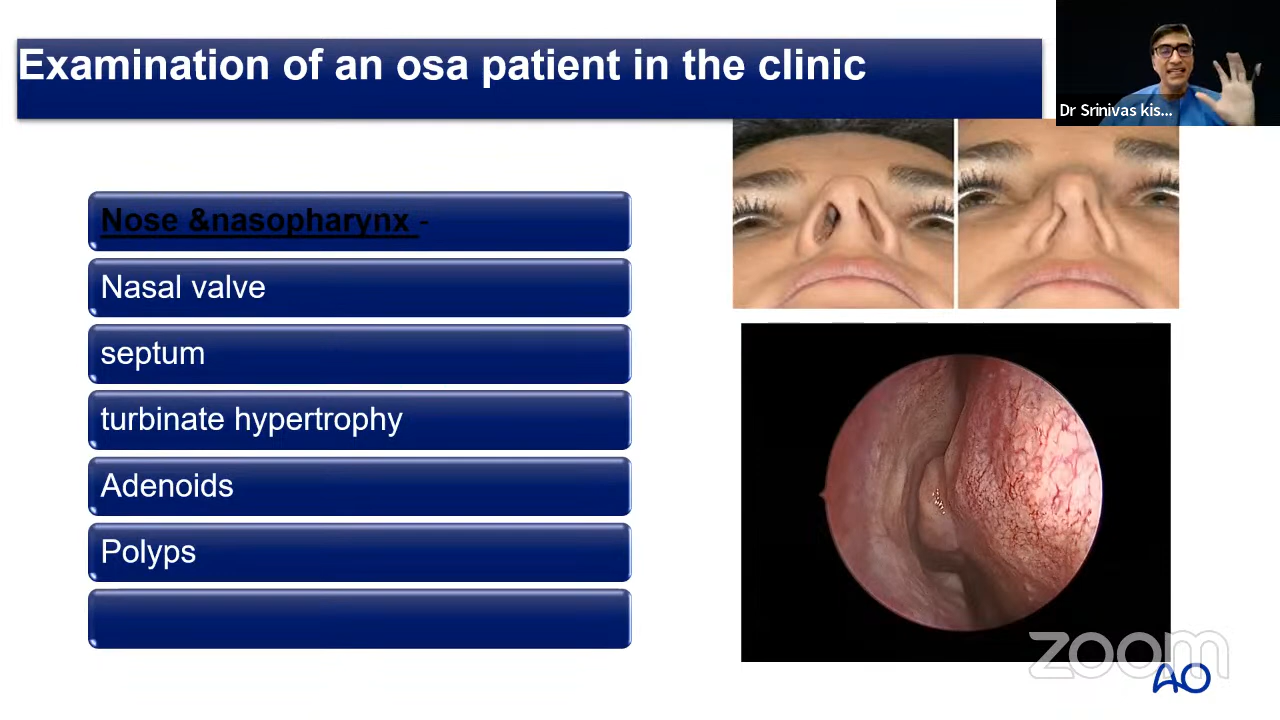 Examination of an osa patient in the clinic
Dr Srinivas kis...
Nose &nasopharynx -
Nasal valve
septum
turbinate hypertrophy
Adenoids
Polyps
zoom
AO